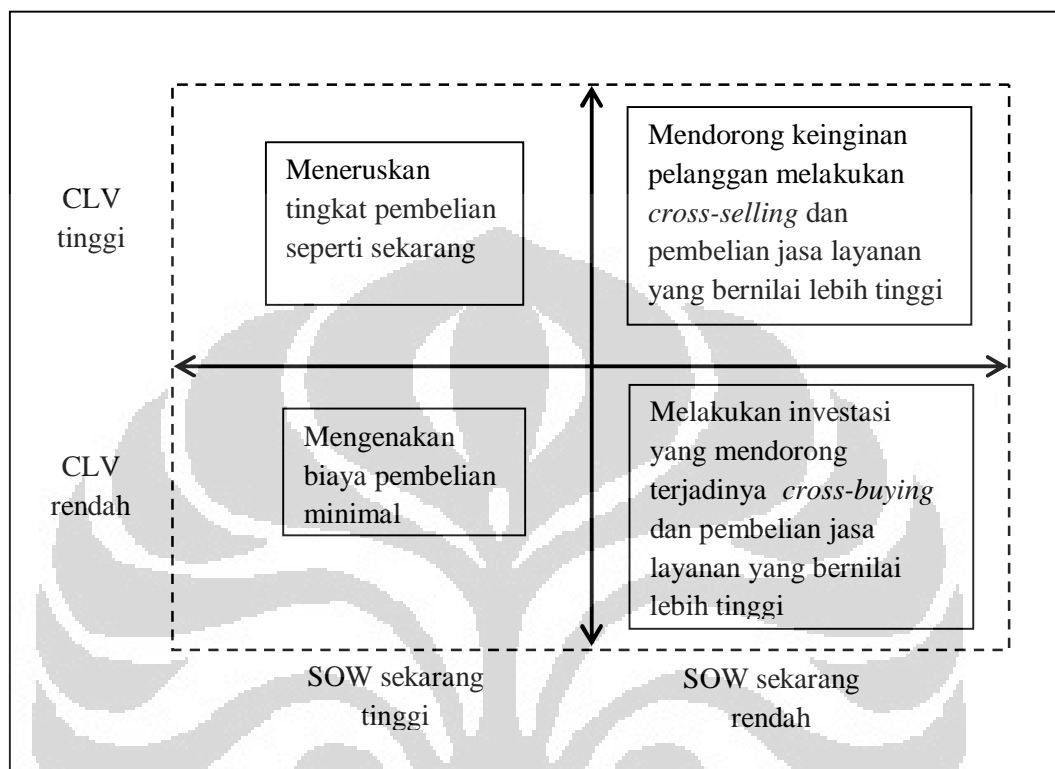 CLV
tinggi
Meneruskan
tingkat pembelian
seperti sekarang
Mendorong keinginan
pelanggan melakukan
cross-selling dan
pembelian jasa layanan
yang bernilai lebih tinggi
CLV
rendah
Mengenakan
biaya pembelian
minimal
Melakukan investasi
yang mendorong
terjadinya cross-buying
dan pembelian jasa
layanan yang bernilai
lebih tinggi
SOW sekarang
tinggi
SOW sekarang
rendah